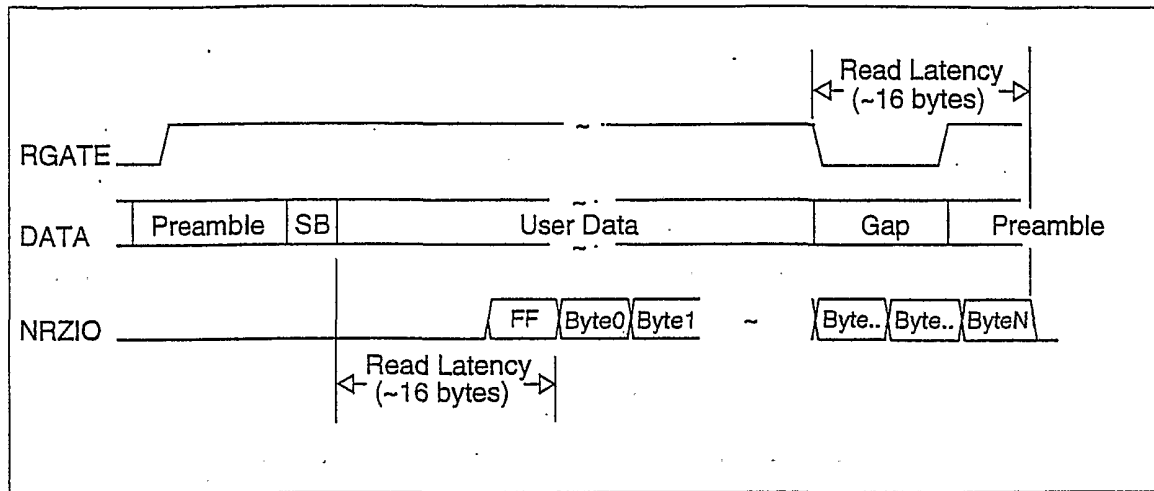 Read Latency
(~16 bytes)
RGATE ~
DATA Preamble SB ~ User Data ~ Gap Preamble
NRZIO FF Byte0 Byte1 ~ Byte.. Byte.. ByteN
Read Latency
(~16 bytes)